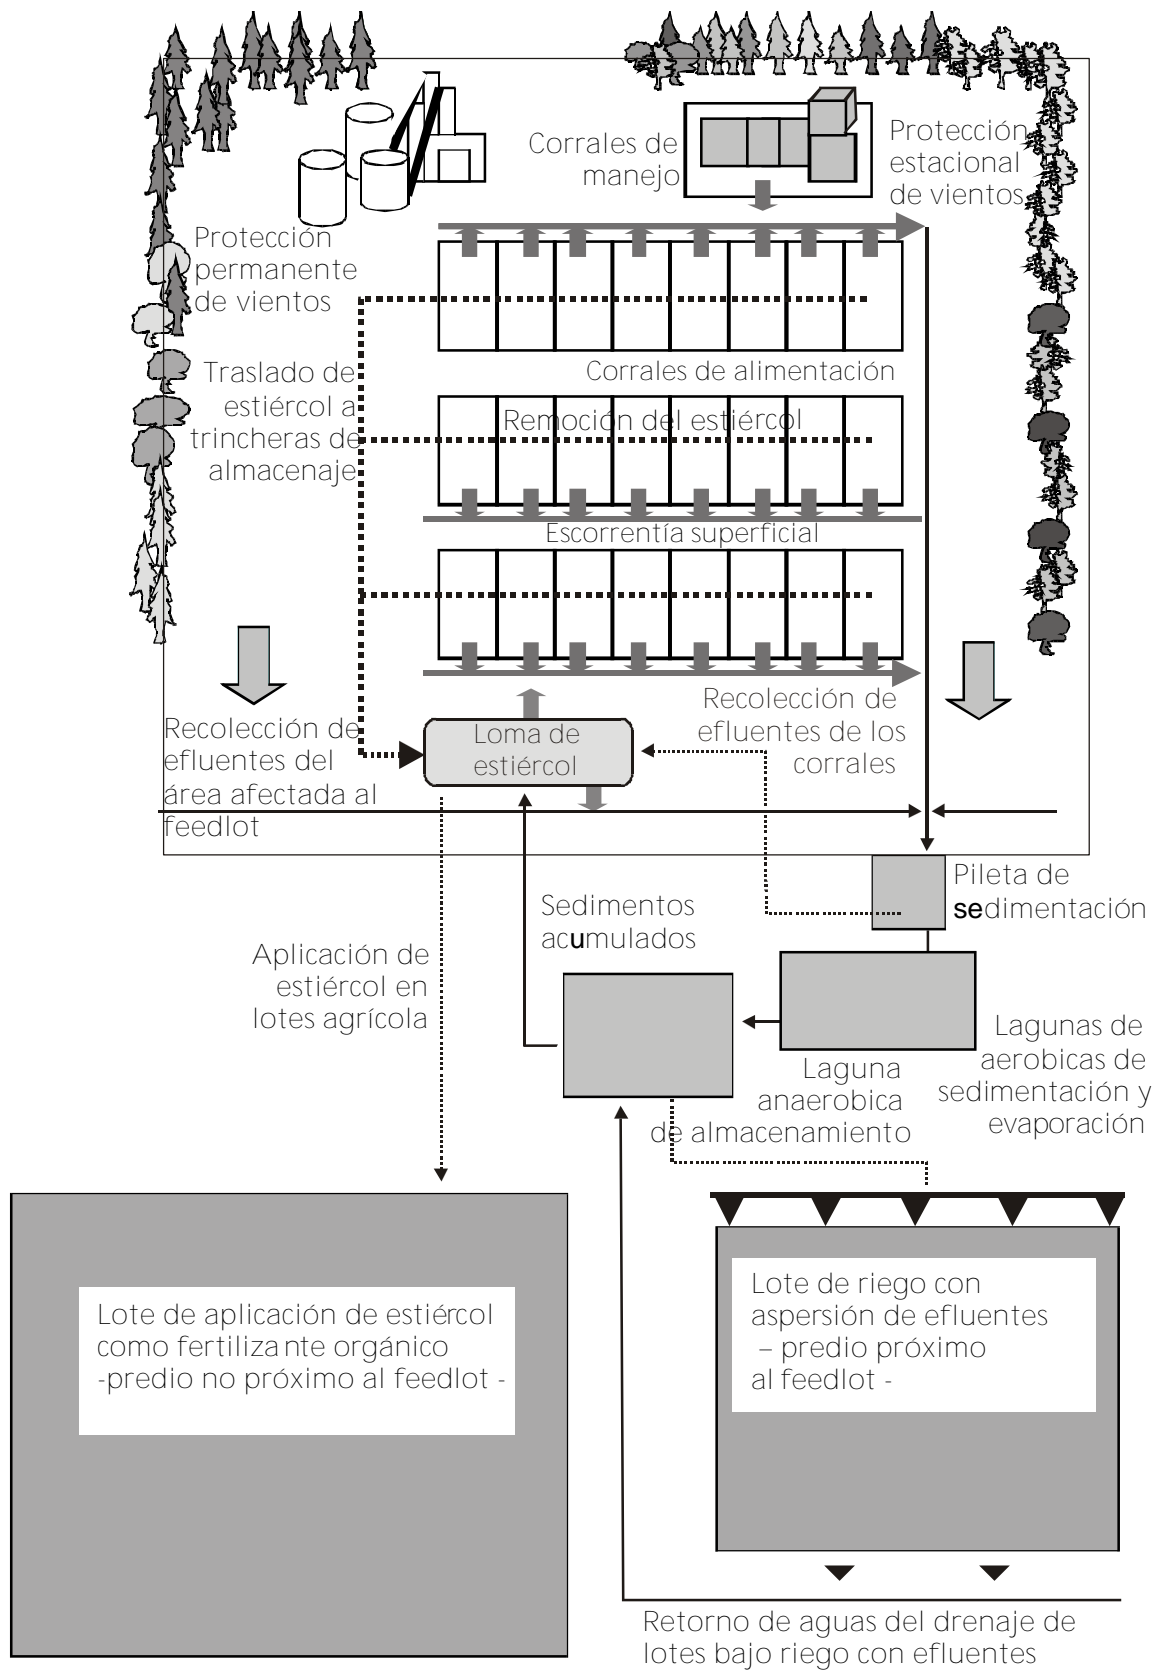 Corrales de
manejo
Protección
estacional
de vientos
Protección
permanente
de vientos
Traslado de
estiércol a
trincheras de
almacenaje
Corrales de alimentación
Remoción del estiércol
Escorrentía superficial
Recolección de
efluentes de los
corrales
Loma de
estiércol
Recolección de
efluentes del
área afectada al
feedlot
Pileta de
sedimentación
Sedimentos
acumulados
Aplicación de
estiércol en
lotes agrícola
Lagunas de
aerobicas de
sedimentación y
evaporación
Laguna
anaerobica
de almacenamiento
Lote de aplicación de estiércol
como fertilizante orgánico
-predio no próximo al feedlot -
Lote de riego con
aspersión de efluentes
– predio próximo
al feedlot -
Retorno de aguas del drenaje de
lotes bajo riego con efluentes